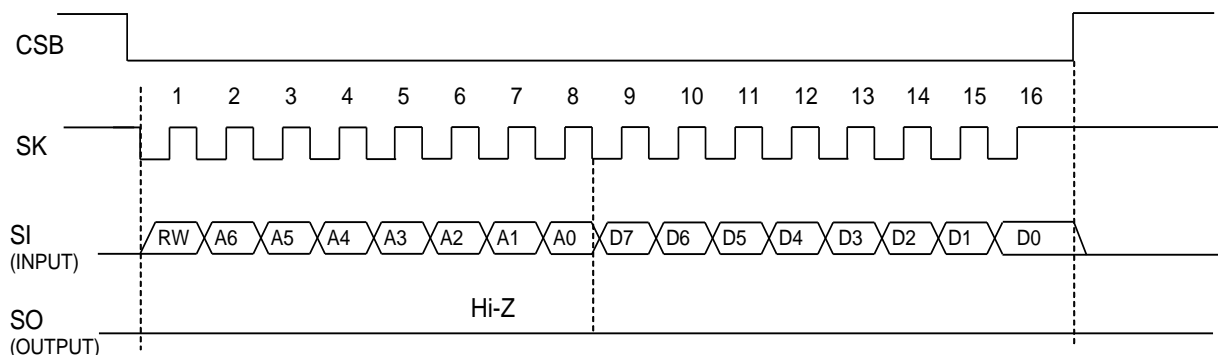 CSB
1 2 3 4 5 6 7 8 9 10 11 12 13 14 15 16
SK
SI
(INPUT)
RW A6 A5 A4 A3 A2 A1 A0 D7 D6 D5 D4 D3 D2 D1 D0
Hi-Z
SO
(OUTPUT)